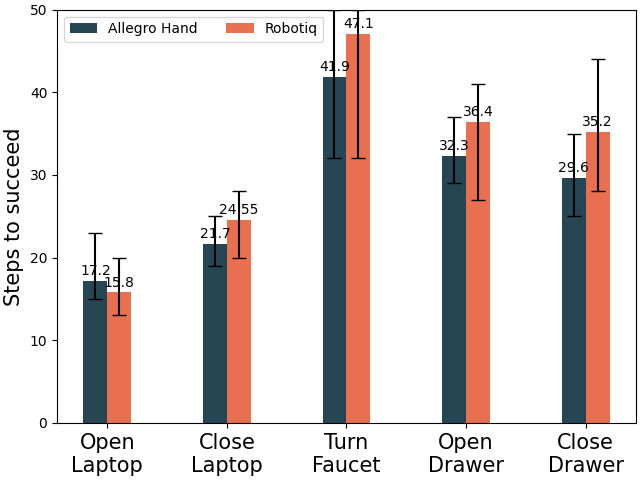 50
Allegro Hand
Robotiq
47.1
41.9
40
36.4
35.2
32.3
30
29.6
24.55
21.7
20
17.2
15.8
10
0
Steps to succeed
Open
Laptop
Close
Laptop
Turn
Faucet
Open
Drawer
Close
Drawer